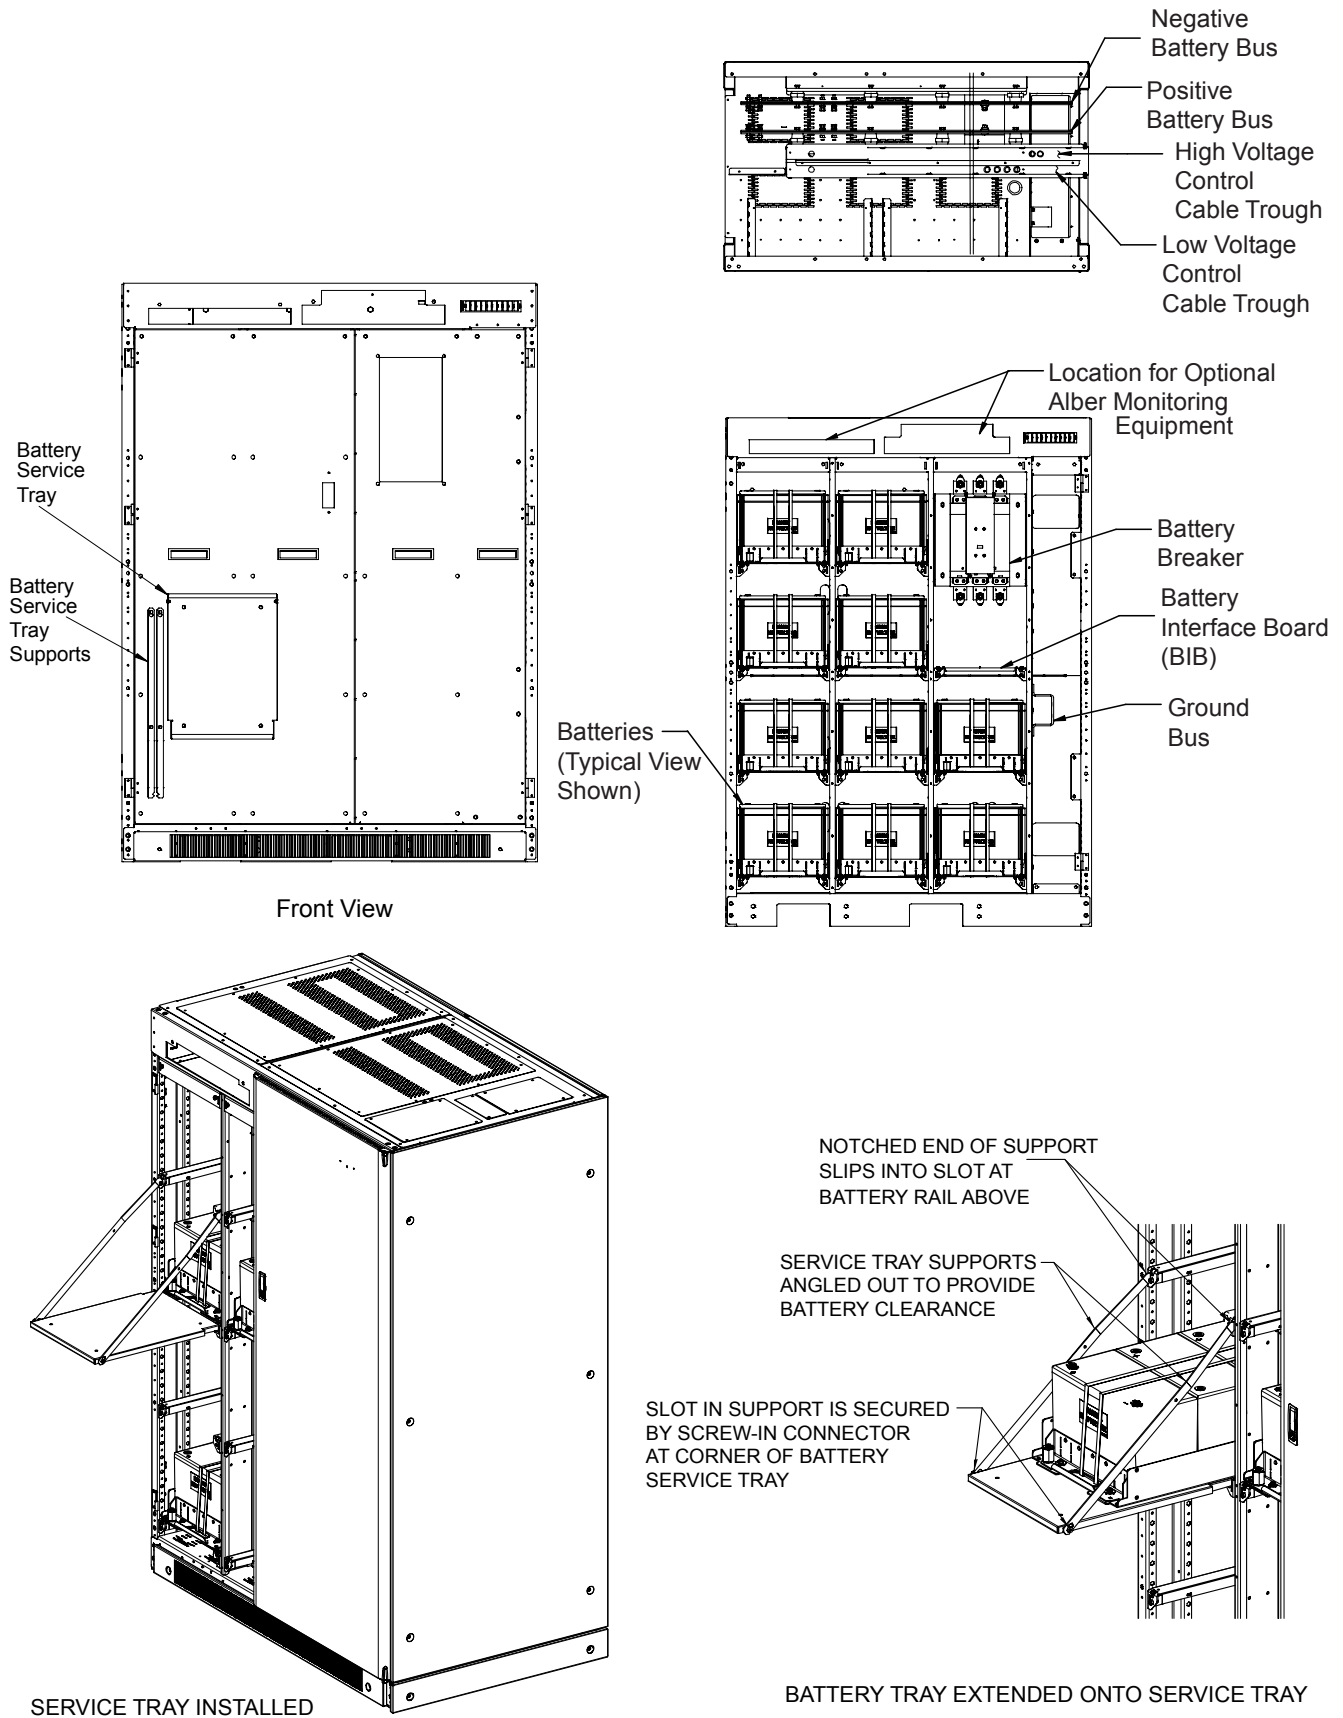 Negative
Battery Bus
Positive
Battery Bus
High Voltage
Control
Cable Trough
Low Voltage
Control
Cable Trough
Location for Optional
Alber Monitoring
Equipment
Battery
Service
Tray
Battery
Service
Tray
Supports
Battery
Breaker
Battery
Interface Board
(BIB)
Ground
Bus
Batteries
(Typical View
Shown)
Front View
NOTCHED END OF SUPPORT
SLIPS INTO SLOT AT
BATTERY RAIL ABOVE
SERVICE TRAY SUPPORTS
ANGLED OUT TO PROVIDE
BATTERY CLEARANCE
SLOT IN SUPPORT IS SECURED
BY SCREW-IN CONNECTOR
AT CORNER OF BATTERY
SERVICE TRAY
SERVICE TRAY INSTALLED
BATTERY TRAY EXTENDED ONTO SERVICE TRAY